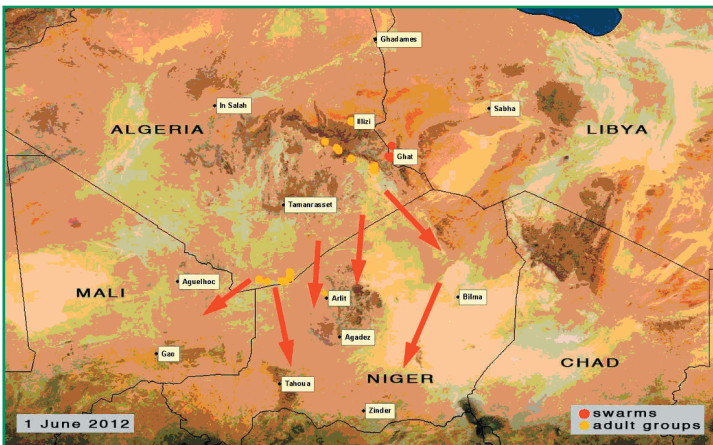 Ghadames
In Salah
Sabha
Illizi
ALGERIA
LIBYA
Ghat
Tamanrasset
Aguelhoc
MALI
Arlit
Bilma
Agadez
Gao
CHAD
NIGER
Tahoua
Zinder
1 June 2012
swarms
adult groups